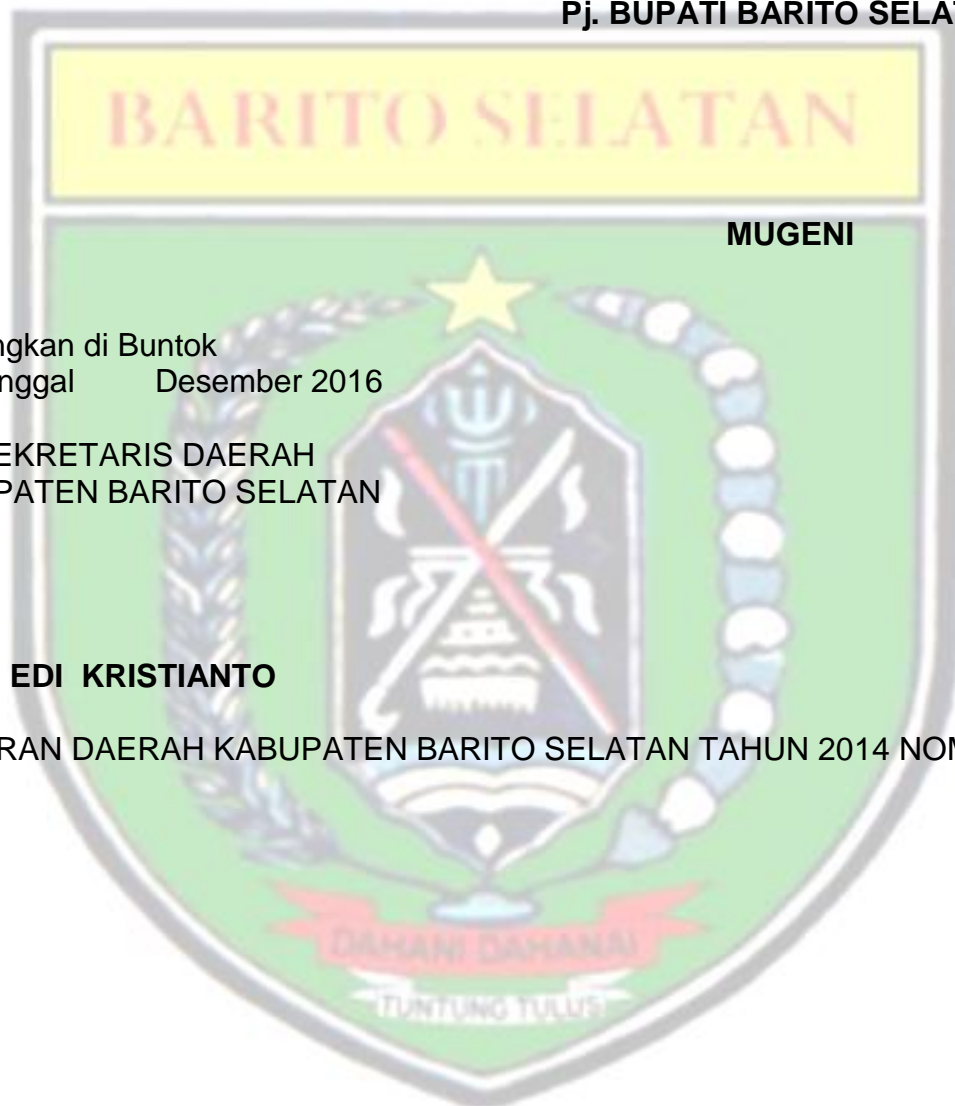 Pj. BUPATI BARITO SELAT
BARITO SELATAN
MUGENI
ngkan di Buntok
nggal Desember 2016
EKRETARIS DAERAH
PATEN BARITO SELATAN
EDI KRISTIANTO
RAN DAERAH KABUPATEN BARITO SELATAN TAHUN 2014 NOM
DAHANI DAHANAI
TUNTUNG TULUS